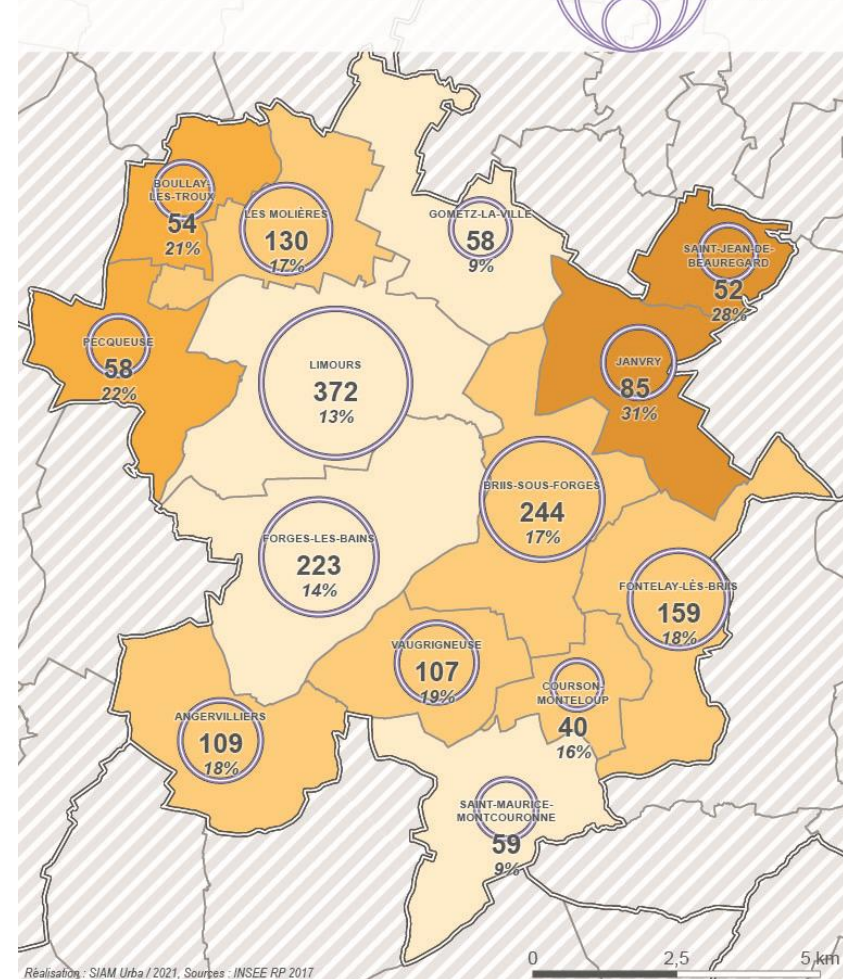 BOULLAY-
LES-TROUX
54
21%
LES MOLIÈRES
130
17%
GOMETZ-LA-VILLE
58
9%
SAINT-JEAN-DE-
BEAUREGARD
52
28%
PECQUEUSE
58
22%
LIMOURS
372
13%
JANVRY
85
31%
BRIIS-SOUS-FORGES
244
17%
FORGES-LES-BAINS
223
14%
FONTELAY-LÈS-BRIIS
159
18%
VAUGRIGNEUSE
107
19%
COURSON-
MONTELOUP
40
16%
ANGERVILLIERS
109
18%
SAINT-MAURICE-
MONTCOURONNE
59
9%
0 2,5 5 km
Réalisation : SIAM Urba / 2021, Sources : INSEE RP 2017